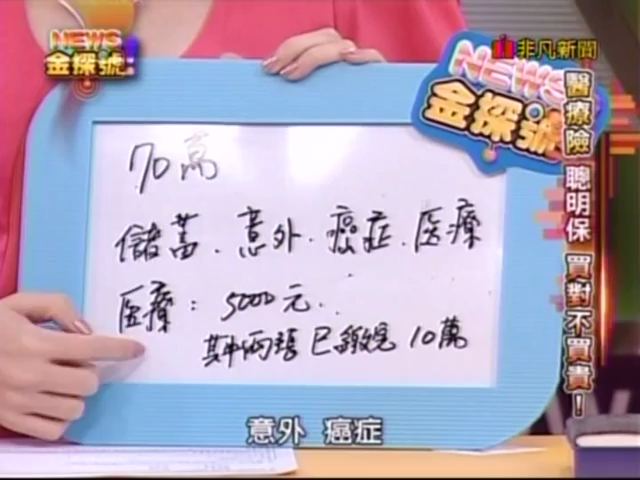 NEWS
金探號
非凡新聞
NEWS
金探號
醫療險 聰明保 買對不買貴！
70萬
儲蓄．意外．癌症．医療
医療：5000元．
其中兩張已繳完 10萬
意外 癌症